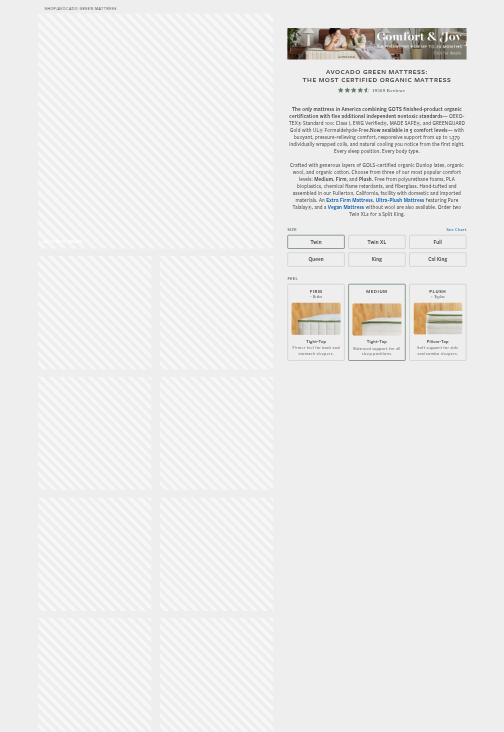 SHOP/AVOCADO GREEN MATTRESS
Comfort & Joy
AVOCADO GREEN MATTRESS:
THE MOST CERTIFIED ORGANIC MATTRESS
Reviews
The only mattress in America combining GOTS finished-product organic
certification with five additional independent nontoxic standards— OEKO-
TEX® Standard 100: Class I, EWG Verified®, MADE SAFE®, and GREENGUARD
Gold with UL® Formaldehyde-Free. Now available in 5 comfort levels— with
buoyant, pressure-relieving comfort, responsive support from up to 1379
individually wrapped coils, and natural cooling you notice from the first night.
Every sleep position. Every body type.
Crafted with generous layers of GOLS-certified organic Dunlop latex, organic
wool, and organic cotton. Choose from three of our most popular comfort
levels: Medium, Firm, and Plush. Free from polyurethane foams, PLA
bioplastics, chemical flame retardants, and fiberglass. Hand-tufted and
assembled in our Fullerton, California, facility with domestic and imported
materials. An Extra Firm Mattress, Ultra-Plush Mattress featuring Pure
Talalay®, and a Vegan Mattress without wool are also available. Order two
Twin XLs for a Split King.
SIZE
See Chart
Twin
Twin XL
Full
Queen
King
Cal King
FEEL
FIRM
MEDIUM
PLUSH
Tight-Top
Tight-Top
Pillow-Top
Firmest feel for back and
stomach sleepers.
Balanced support for all
sleep positions.
Soft support for side
and combo sleepers.